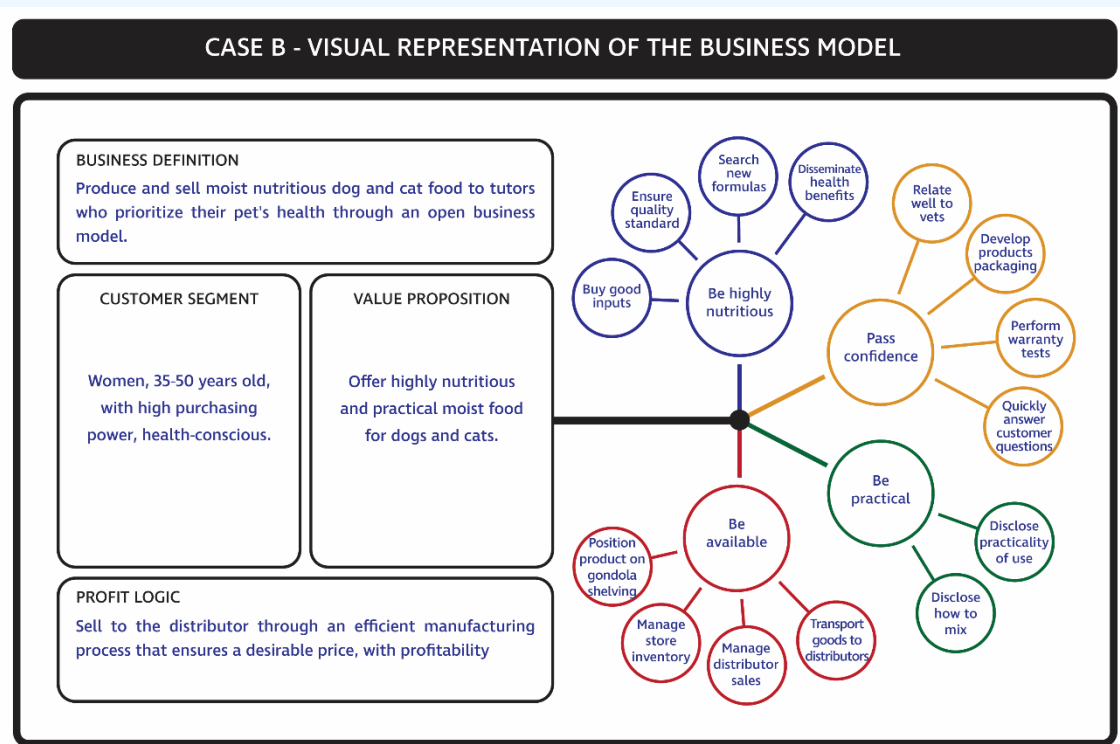 CASE B - VISUAL REPRESENTATION OF THE BUSINESS MODEL
BUSINESS DEFINITION
Produce and sell moist nutritious dog and cat food to tutors
who prioritize their pet's health through an open business
model.
CUSTOMER SEGMENT
Women, 35-50 years old,
with high purchasing
power, health-conscious.
VALUE PROPOSITION
Offer highly nutritious
and practical moist food
for dogs and cats.
PROFIT LOGIC
Sell to the distributor through an efficient manufacturing
process that ensures a desirable price, with profitability
Be highly
nutritious
Buy good
inputs
Ensure
quality
standard
Search
new
formulas
Disseminate
health
benefits
Pass
confidence
Relate
well to
vets
Develop
products
packaging
Perform
warranty
tests
Quickly
answer
customer
questions
Be
practical
Disclose
practicality
of use
Disclose
how to
mix
Be
available
Position
product on
gondola
shelving
Manage
store
inventory
Manage
distributor
sales
Transport
goods to
distributors